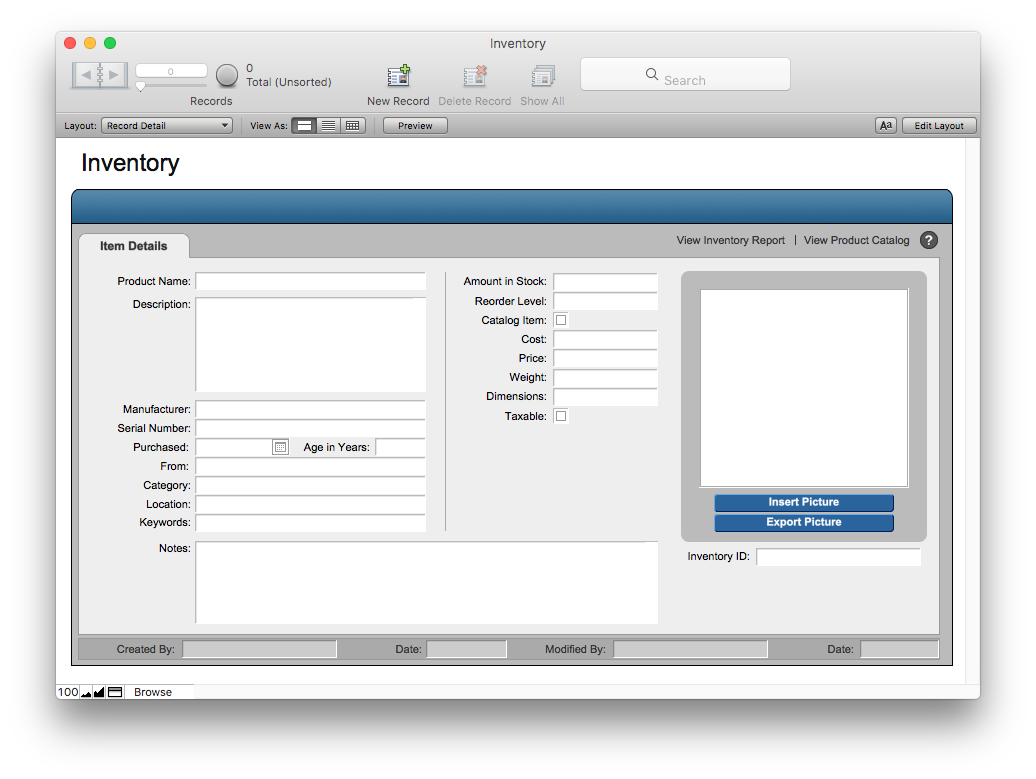 Inventory
0
0
Total (Unsorted)
Records
New Record
Delete Record
Show All
Search
Layout: Record Detail
View As:
Preview
Aa
Edit Layout
Inventory
Item Details
View Inventory Report | View Product Catalog
?
Product Name:
Description:
Manufacturer:
Serial Number:
Purchased:
Age in Years:
From:
Category:
Location:
Keywords:
Notes:
Amount in Stock:
Reorder Level:
Catalog Item:
Cost:
Price:
Weight:
Dimensions:
Taxable:
Insert Picture
Export Picture
Inventory ID:
Created By:
Date:
Modified By:
Date:
100
Browse